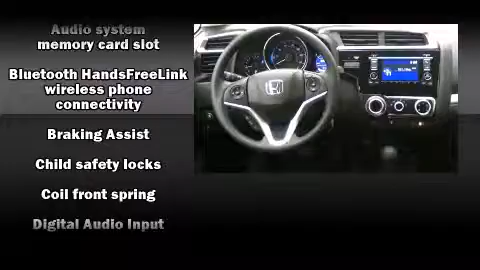 Audio system
memory card slot
Bluetooth HandsFreeLink
wireless phone
connectivity
Braking Assist
Child safety locks
Coil front spring
Digital Audio Input